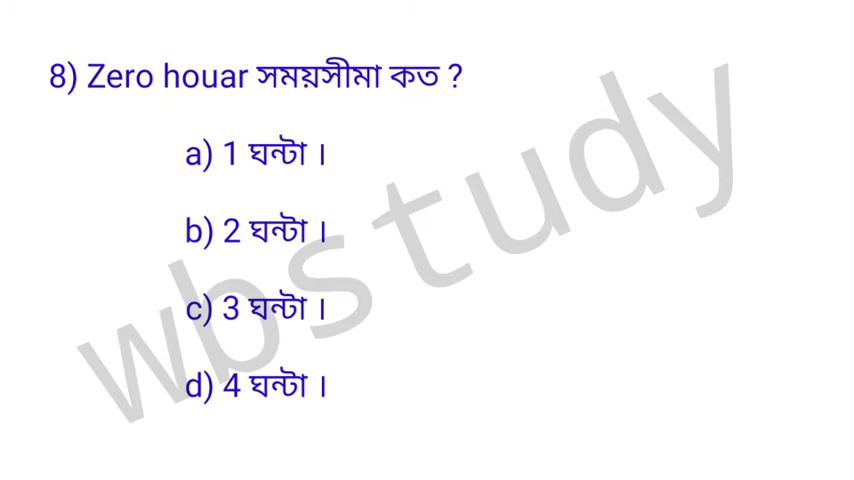 8) Zero houar সময়সীমা কত ?
a) 1 ঘন্টা ।
b) 2 ঘন্টা ।
c) 3 ঘন্টা ।
d) 4 ঘন্টা ।
wbstudy